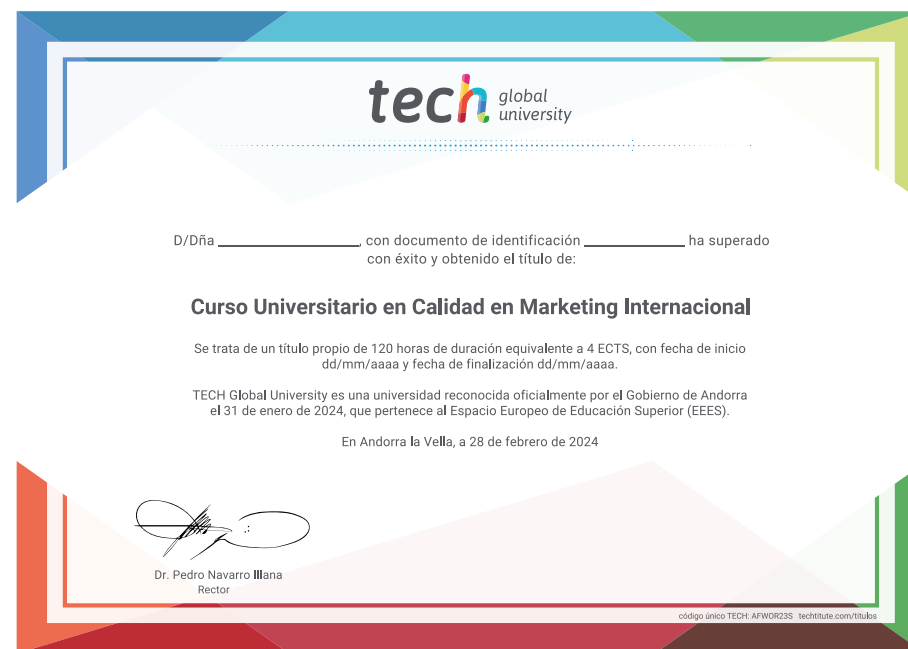 tech global university
D/Dña ________________, con documento de identificación ____________ ha superado
con éxito y obtenido el título de:
Curso Universitario en Calidad en Marketing Internacional
Se trata de un título propio de 120 horas de duración equivalente a 4 ECTS, con fecha de inicio
dd/mm/aaaa y fecha de finalización dd/mm/aaaa.
TECH Global University es una universidad reconocida oficialmente por el Gobierno de Andorra
el 31 de enero de 2024, que pertenece al Espacio Europeo de Educación Superior (EEES).
En Andorra la Vella, a 28 de febrero de 2024
Dr. Pedro Navarro Illana
Rector
código único TECH: AFWOR23S techtitute.com/titulos